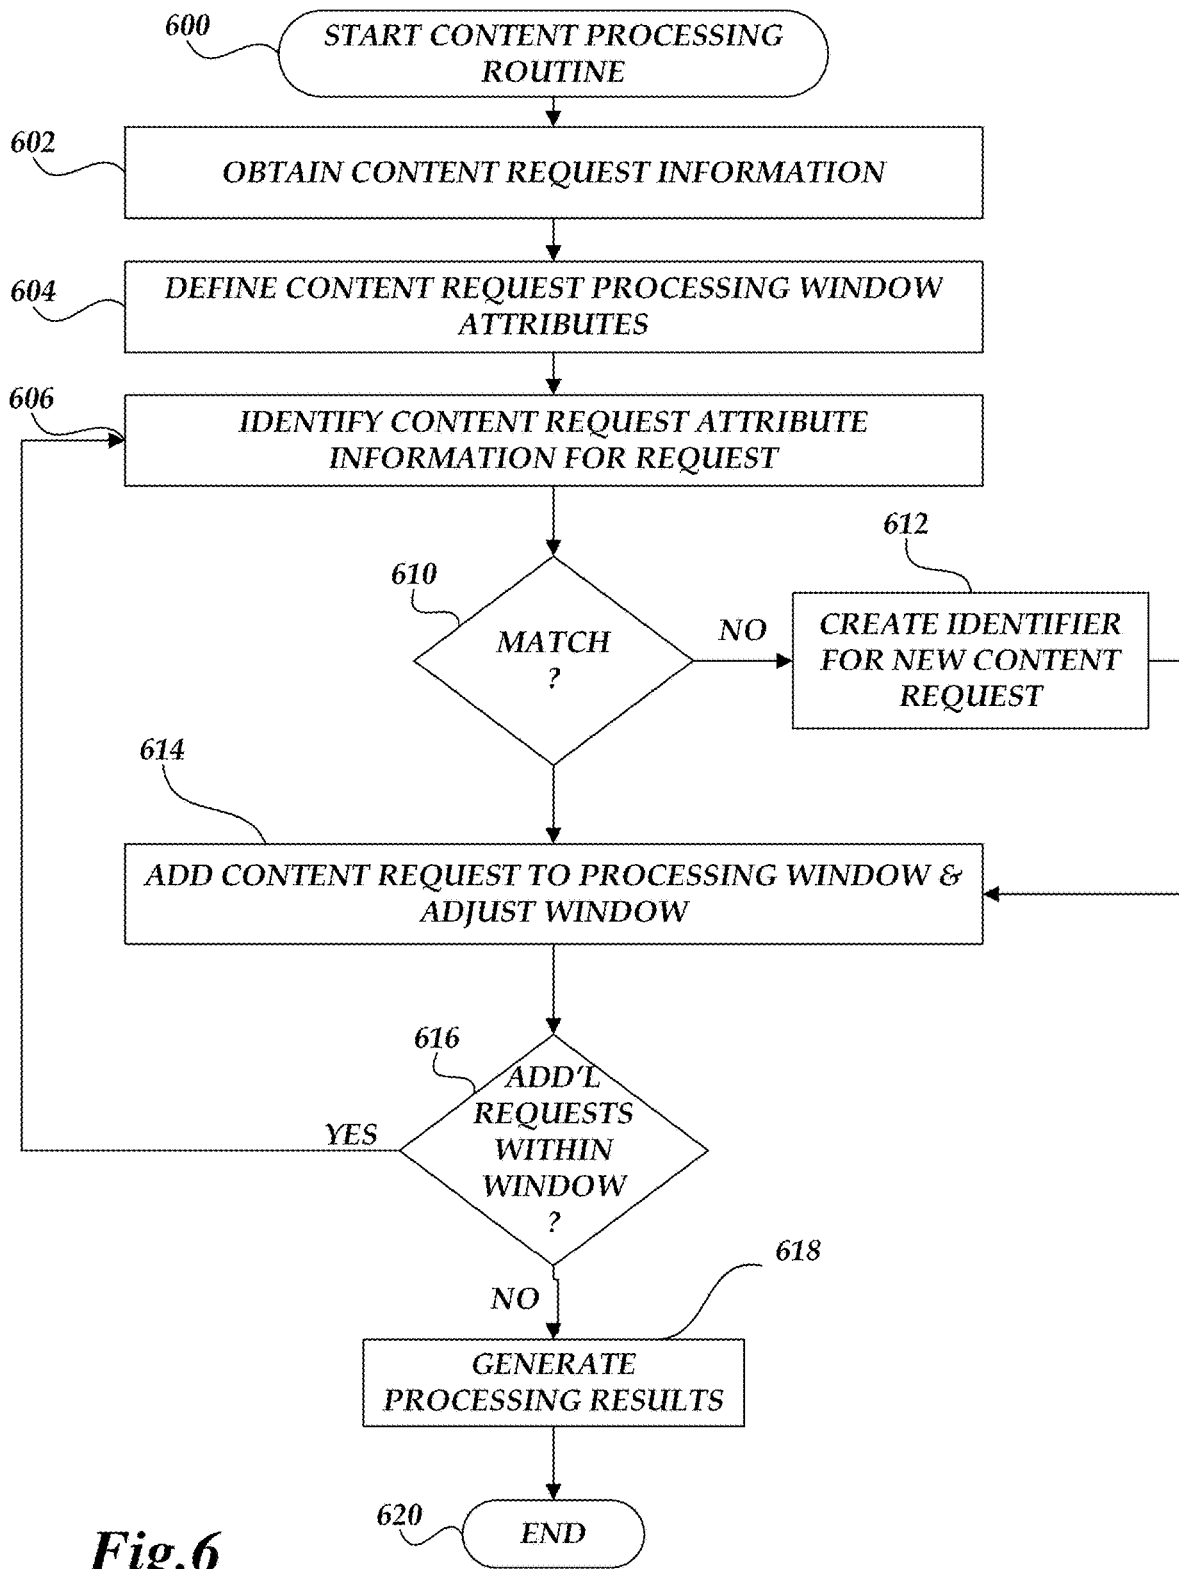 600
START CONTENT PROCESSING
ROUTINE
602
OBTAIN CONTENT REQUEST INFORMATION
604
DEFINE CONTENT REQUEST PROCESSING WINDOW
ATTRIBUTES
606
IDENTIFY CONTENT REQUEST ATTRIBUTE
INFORMATION FOR REQUEST
610
MATCH
?
NO
612
CREATE IDENTIFIER
FOR NEW CONTENT
REQUEST
614
ADD CONTENT REQUEST TO PROCESSING WINDOW &
ADJUST WINDOW
616
ADD'L
REQUESTS
WITHIN
WINDOW
?
YES
NO
618
GENERATE
PROCESSING RESULTS
620
END
Fig.6